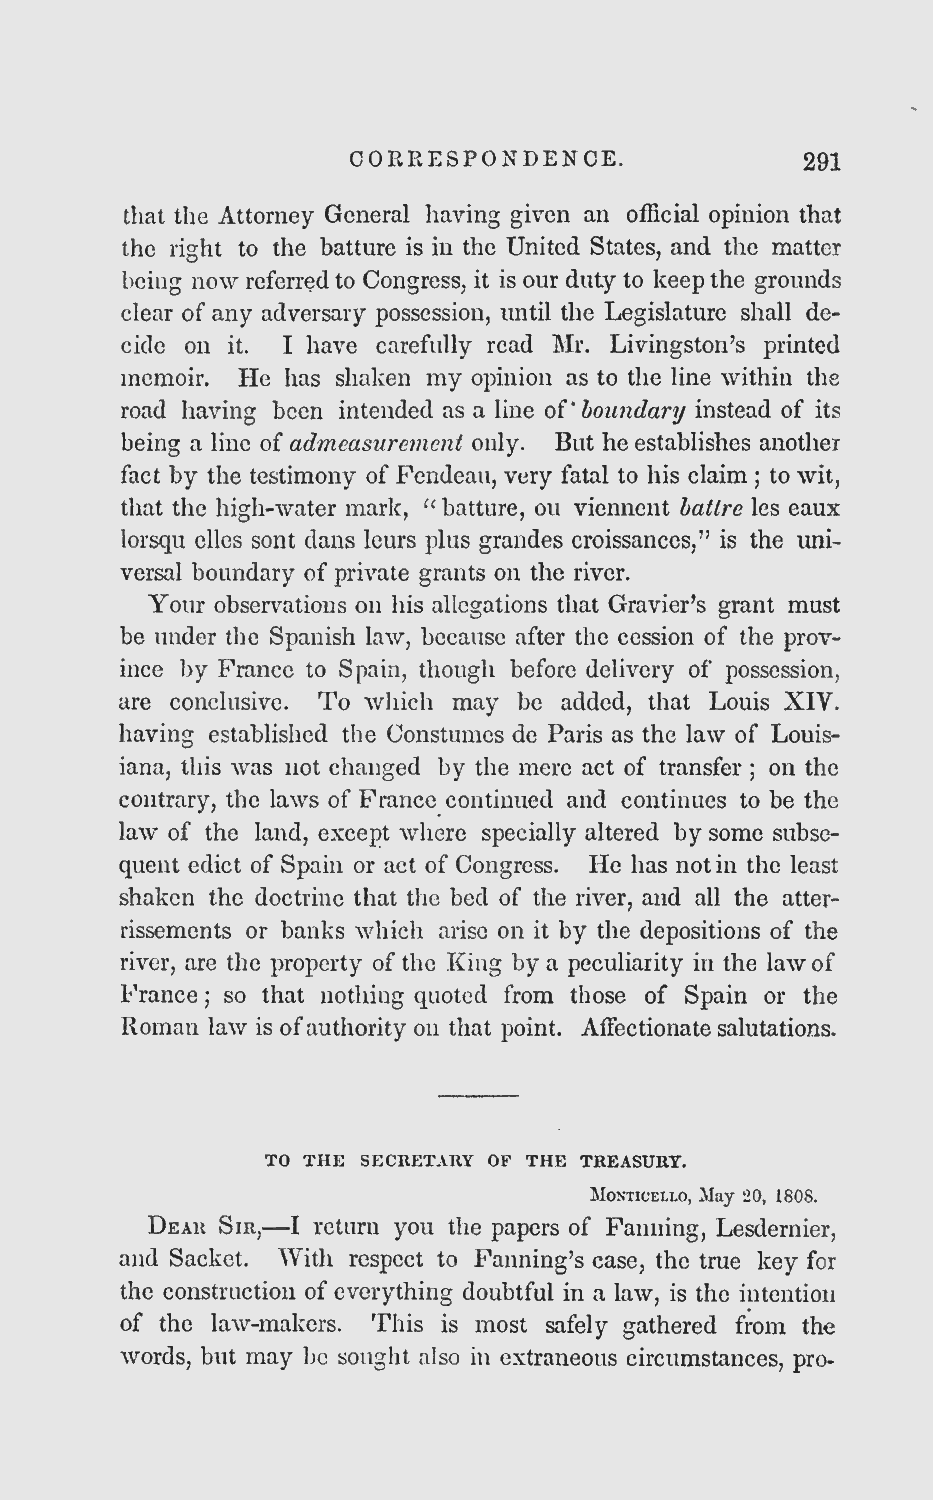 CORRESPONDENCE. 291
that the Attorney General having given an official opinion that
the right to the batture is in the United States, and the matter
being now referred to Congress, it is our duty to keep the grounds
clear of any adversary possession, until the Legislature shall de-
cide on it. I have carefully read Mr. Livingston's printed
memoir. He has shaken my opinion as to the line within the
road having been intended as a line of boundary instead of its
being a line of admeasurement only. But he establishes another
fact by the testimony of Fendeau, very fatal to his claim ; to wit,
that the high-water mark, "batture, ou viennent battre les eaux
lorsqu elles sont dans leurs plus grandes croissances," is the uni-
versal boundary of private grants on the river.
Your observations on his allegations that Gravier's grant must
be under the Spanish law, because after the cession of the prov-
ince by France to Spain, though before delivery of possession,
are conclusive. To which may be added, that Louis XIV.
having established the Constumes de Paris as the law of Louis-
iana, this was not changed by the mere act of transfer ; on the
contrary, the laws of France continued and continues to be the
law of the land, except where specially altered by some subse-
quent edict of Spain or act of Congress. He has not in the least
shaken the doctrine that the bed of the river, and all the atter-
rissements or banks which arise on it by the depositions of the
river, are the property of the King by a peculiarity in the law of
France ; so that nothing quoted from those of Spain or the
Roman law is of authority on that point. Affectionate salutations.
TO THE SECRETARY OF THE TREASURY.
MONTICELLO, May 20, 1808.
DEAR SIR,—I return you the papers of Fanning, Lesdernier,
and Sacket. With respect to Fanning's case, the true key for
the construction of everything doubtful in a law, is the intention
of the law-makers. This is most safely gathered from the
words, but may be sought also in extraneous circumstances, pro-